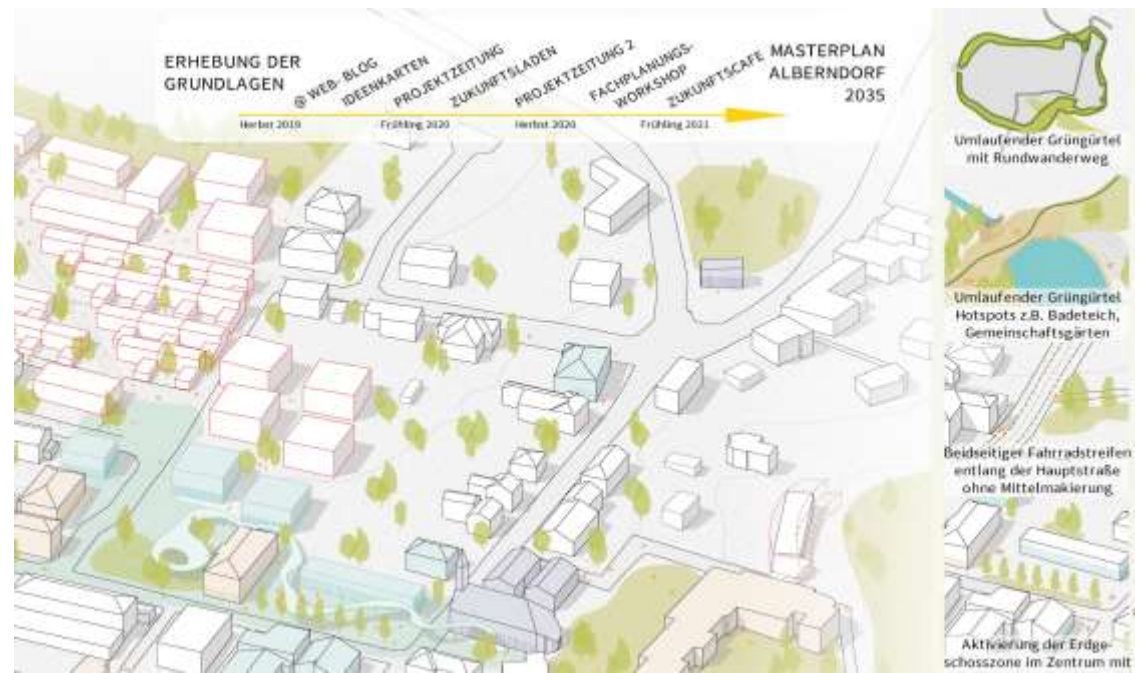 ERHEBUNG DER
GRUNDLAGEN
@ WEB-BLOG
IDEENKARTEN
PROJEKTZEITUNG
ZUKUNFTSLADEN
PROJEKTZEITUNG 2
FACHPLANUNGS-
WORKSHOP
ZUKUNFTSCAFE
MASTERPLAN
ALBERNDORF
2035
Herbst 2019
Frühling 2020
Herbst 2020
Frühling 2021
Umlaufender Grüngürtel
mit Rundwanderweg
Umlaufender Grüngürtel
Hotspots z.B. Badeteich,
Gemeinschaftsgärten
Beidseitiger Fahrradstreifen
entlang der Hauptstraße
ohne Mittelmakierung
Aktivierung der Erdge-
schosszone im Zentrum mit